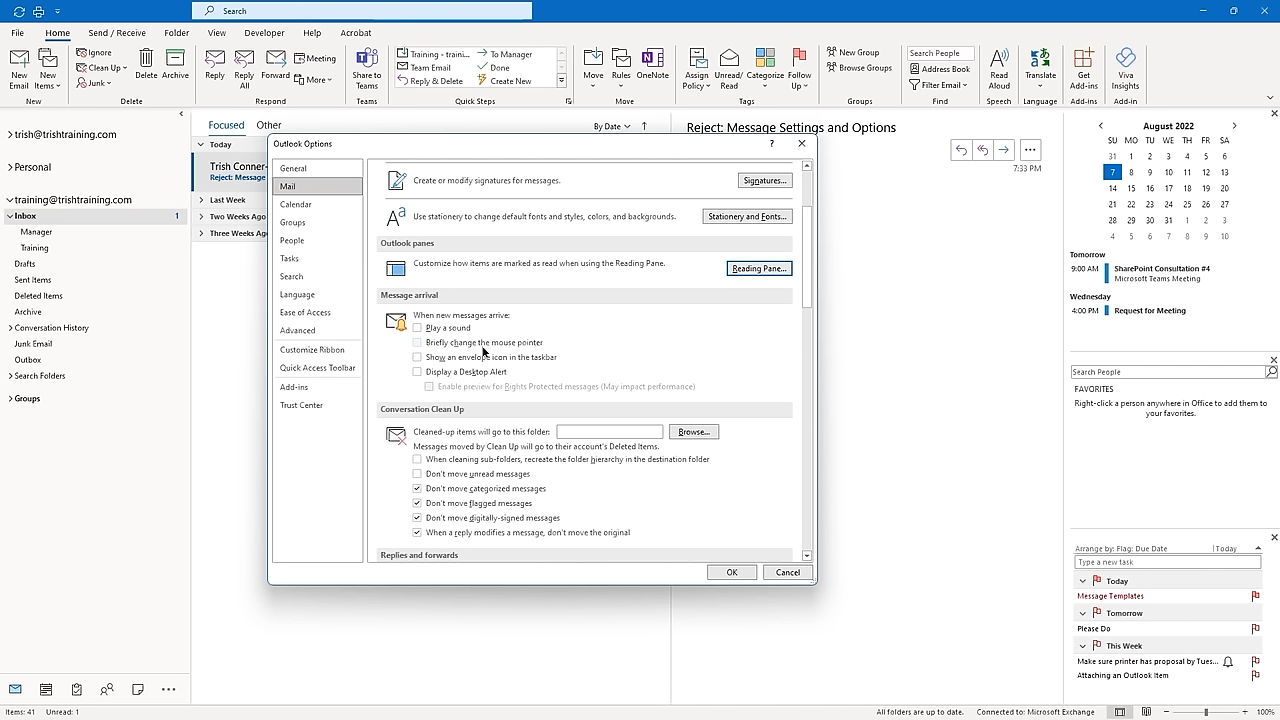 Search
File Home Send / Receive Folder View Developer Help Acrobat
New Email
New Items
Ignore
Clean Up
Junk
Delete
Archive
Reply
Reply All
Forward
Meeting
More
Share to Teams
Training - traini...
Team Email
Reply & Delete
To Manager
Done
Create New
Move
Rules
OneNote
Assign Policy
Unread/ Read
Categorize
Follow Up
New Group
Browse Groups
Search People
Address Book
Filter Email
Read Aloud
Translate
Get Add-ins
Viva Insights
New Delete Respond Teams Quick Steps Move Tags Groups Find Speech Language Add-ins Add-in
trish@trishtraining.com
Personal
training@trishtraining.com
Inbox 1
Manager
Training
Drafts
Sent Items
Deleted Items
Archive
Conversation History
Junk Email
Outbox
Search Folders
Groups
Focused Other By Date
Today
Trish Conner-
Reject: Message
Last Week
Two Weeks Ago
Three Weeks Ag
Reject: Message Settings and Options
7:33 PM
Outlook Options
General
Mail
Calendar
Groups
People
Tasks
Search
Language
Ease of Access
Advanced
Customize Ribbon
Quick Access Toolbar
Add-ins
Trust Center
Create or modify signatures for messages. Signatures...
Use stationery to change default fonts and styles, colors, and backgrounds. Stationery and Fonts...
Outlook panes
Customize how items are marked as read when using the Reading Pane. Reading Pane...
Message arrival
When new messages arrive:
Play a sound
Briefly change the mouse pointer
Show an envelope icon in the taskbar
Display a Desktop Alert
Enable preview for Rights Protected messages (May impact performance)
Conversation Clean Up
Cleaned-up items will go to this folder: Browse...
Messages moved by Clean Up will go to their account's Deleted Items.
When cleaning sub-folders, recreate the folder hierarchy in the destination folder
Don't move unread messages
Don't move categorized messages
Don't move flagged messages
Don't move digitally-signed messages
When a reply modifies a message, don't move the original
Replies and forwards
OK Cancel
August 2022
SU MO TU WE TH FR SA
31 1 2 3 4 5 6
7 8 9 10 11 12 13
14 15 16 17 18 19 20
21 22 23 24 25 26 27
28 29 30 31 1 2 3
4 5 6 7 8 9 10
Tomorrow
9:00 AM SharePoint Consultation #4
Microsoft Teams Meeting
Wednesday
4:00 PM Request for Meeting
Search People
FAVORITES
Right-click a person anywhere in Office to add them to
your favorites.
Arrange by: Flag: Due Date Today
Type a new task
Today
Message Templates
Tomorrow
Please Do
This Week
Make sure printer has proposal by Tues...
Attaching an Outlook Item
Items: 41 Unread: 1 All folders are up to date. Connected to: Microsoft Exchange 100%